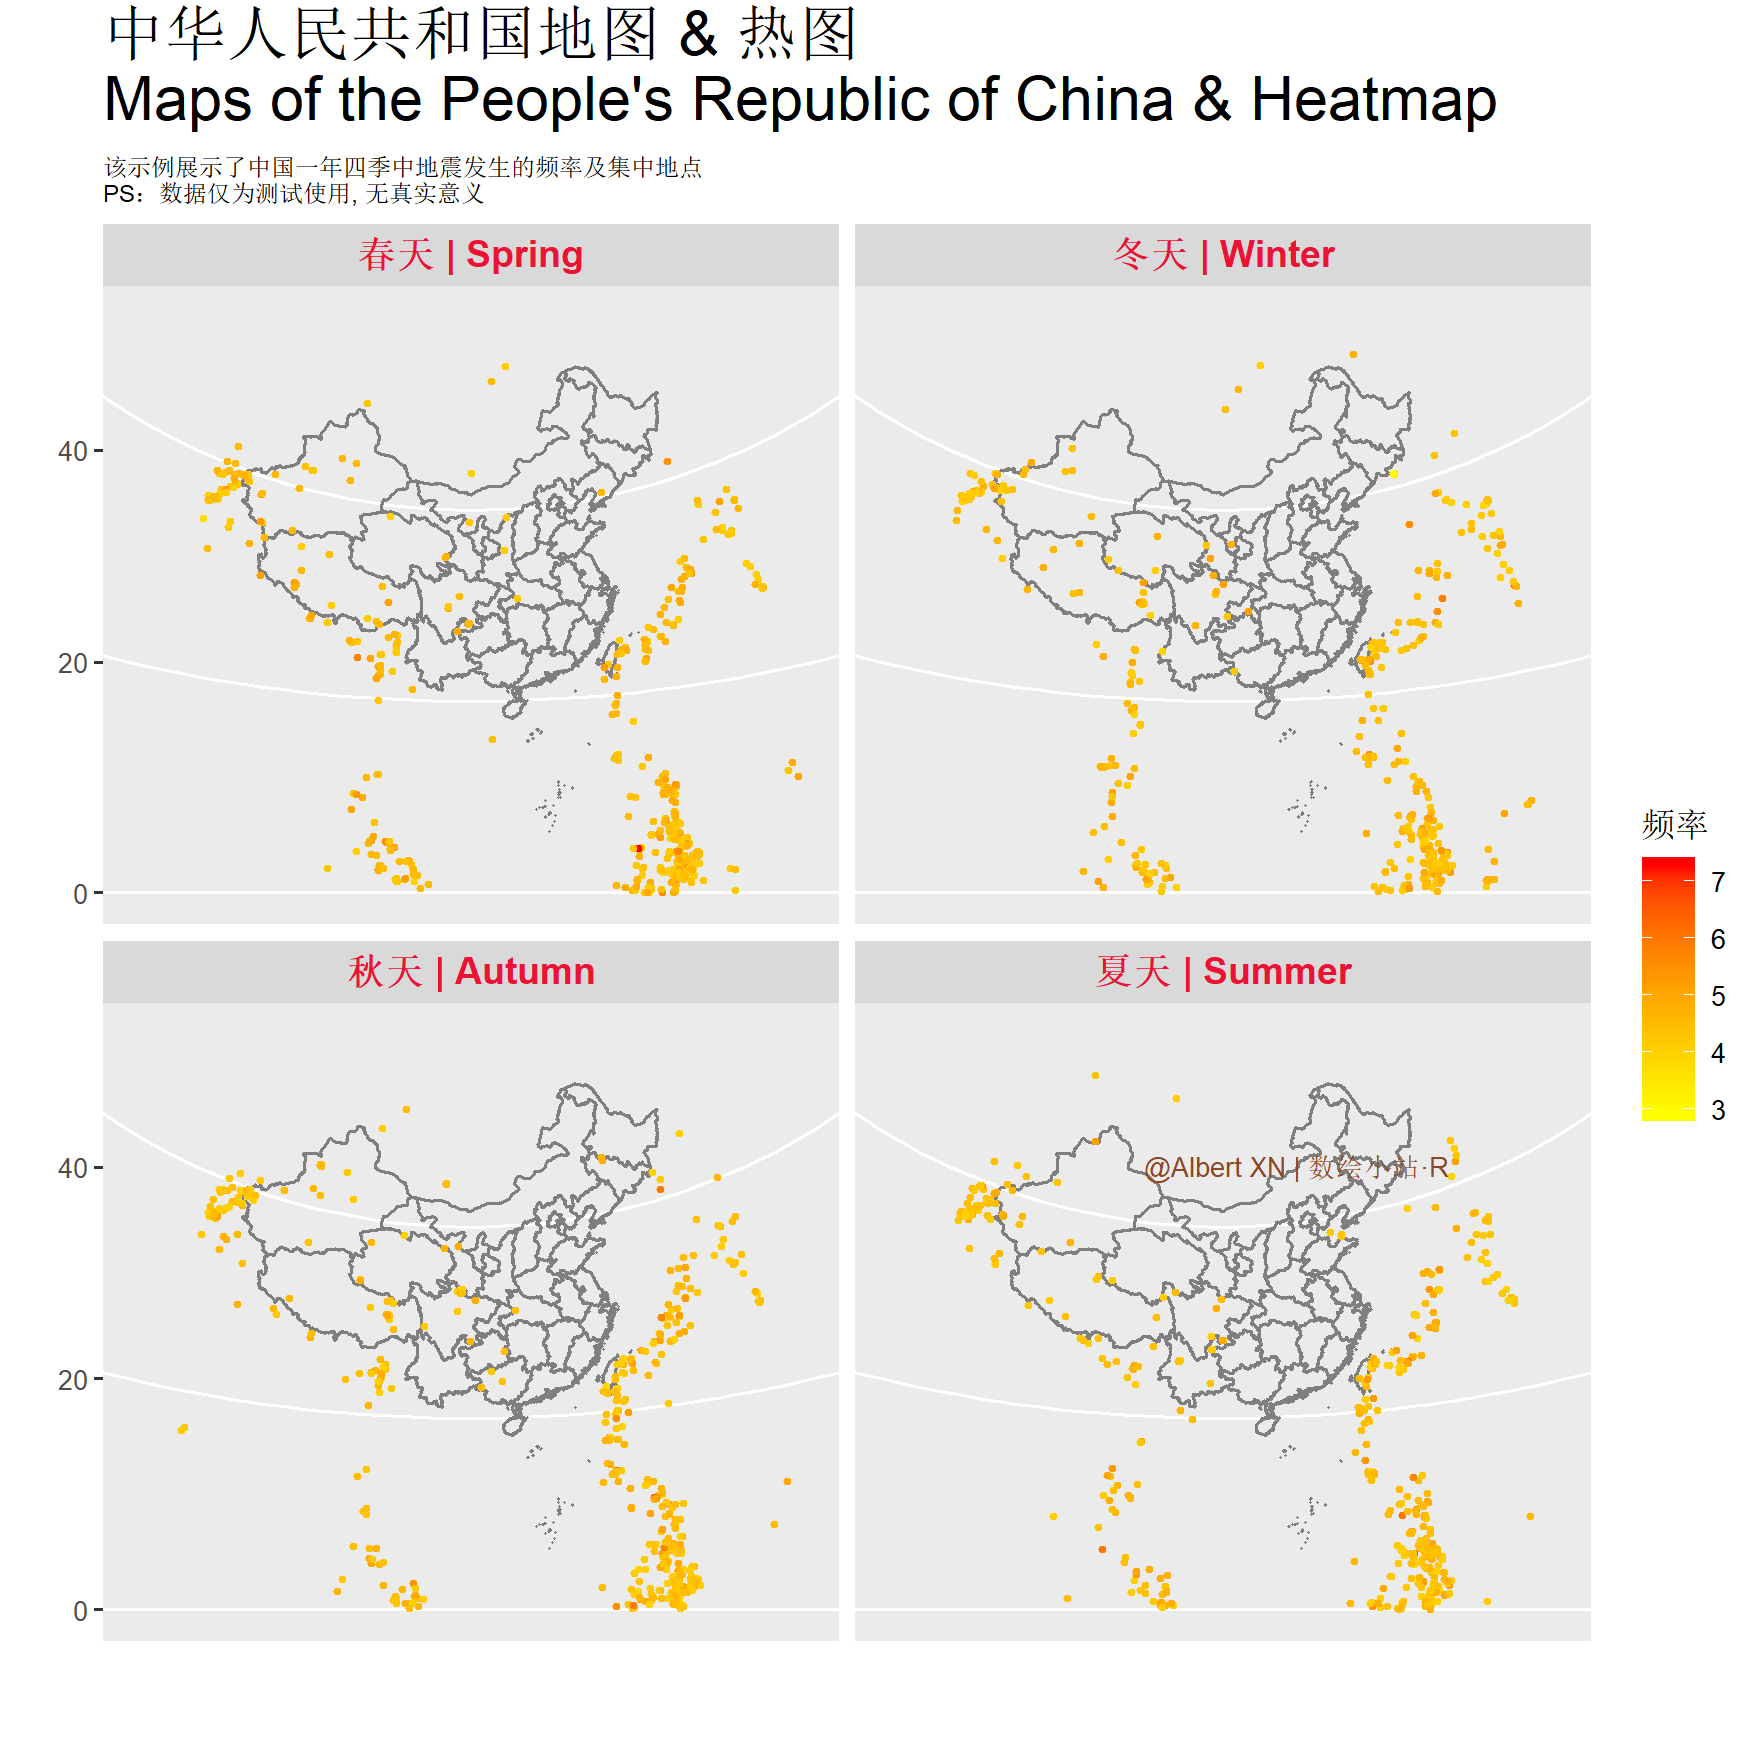 中华人民共和国地图 & 热图
Maps of the People's Republic of China & Heatmap
该示例展示了中国一年四季中地震发生的频率及集中地点
PS：数据仅为测试使用, 无真实意义
春天 | Spring
冬天 | Winter
40
20
0
秋天 | Autumn
夏天 | Summer
@Albert XN | 数绘小站·R
40
20
0
频率
7
6
5
4
3